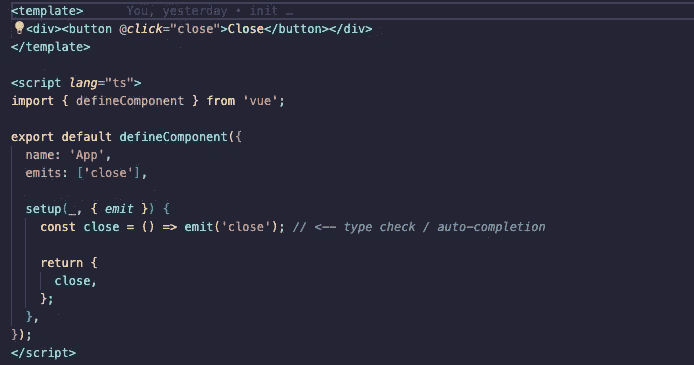 <template> You, yesterday • init …
<div><button @click="close">Close</button></div>
</template>
<script lang="ts">
import { defineComponent } from 'vue';
export default defineComponent({
name: 'App',
emits: ['close'],
setup(_, { emit }) {
const close = () => emit('close'); // <-- type check / auto-completion
return {
close,
};
},
});
</script>